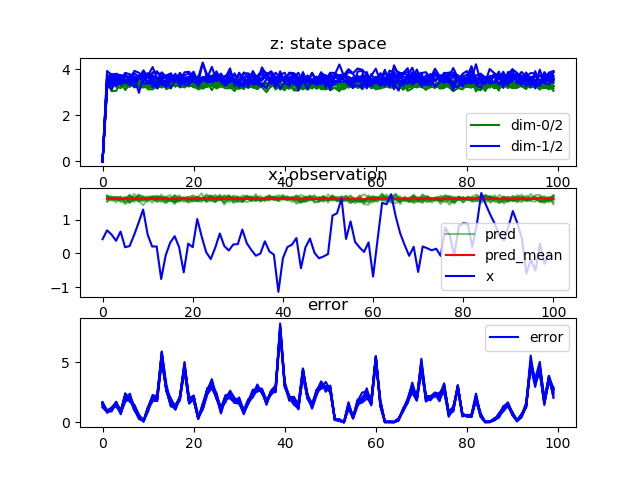 z: state space
4
2
0
dim-0/2
dim-1/2
0 20 40 60 80 100
x: observation
1
0
−1
pred
pred_mean
x
0 20 40 60 80 100
error
5
0
error
0 20 40 60 80 100